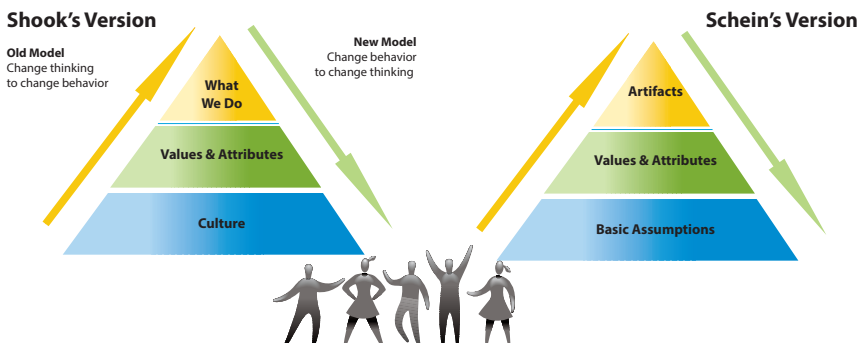 Shook's Version
Old Model
Change thinking
to change behavior
New Model
Change behavior
to change thinking
What
We Do
Values & Attributes
Culture
Schein's Version
Artifacts
Values & Attributes
Basic Assumptions